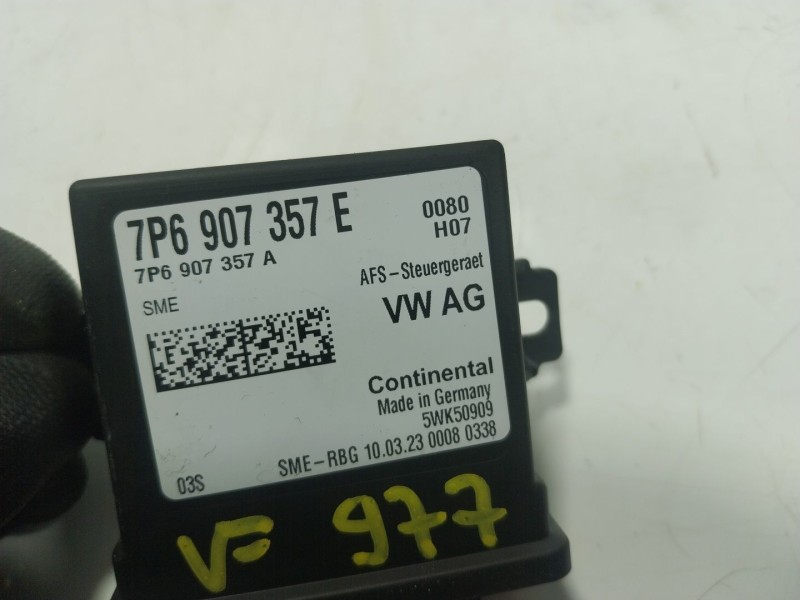 7P6 907 357 E
0080
H07
7P6 907 357 A
AFS-Steuergeraet
SME
VW AG
Continental
Made in Germany
5WK50909
SME-RBG 10.03.23 0008 0338
03S
V= 977